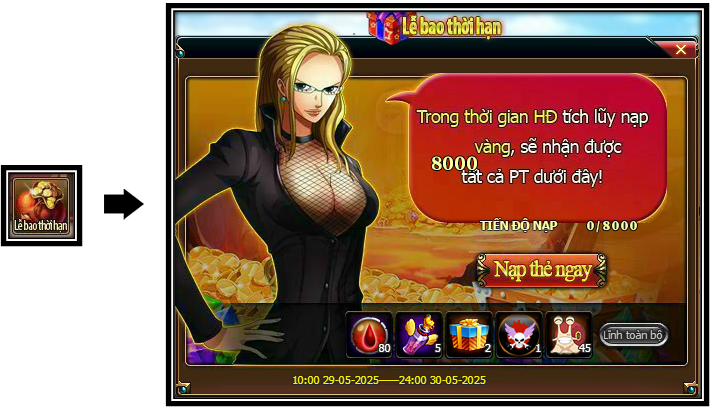 Lễ bao thời hạn
Lễ bao thời hạn
Trong thời gian HĐ tích lũy nạp
8000 vàng, sẽ nhận được
tất cả PT dưới đây!
TIẾN ĐỘ NẠP 0/8000
Nạp thẻ ngay
80 5 2 1 45
Lĩnh toàn bộ
10:00 29-05-2025——24:00 30-05-2025